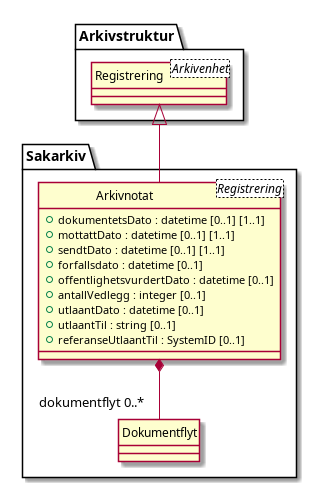 Arkivstruktur
Registrering
Arkivenhet
Sakarkiv
Arkivnotat
Registrering
dokumentetsDato : datetime [0..1] [1..1]
mottattDato : datetime [0..1] [1..1]
sendtDato : datetime [0..1] [1..1]
forfallsdato : datetime [0..1]
offentlighetsvurdertDato : datetime [0..1]
antallVedlegg : integer [0..1]
utlaantDato : datetime [0..1]
utlaantTil : string [0..1]
referanseUtlaantTil : SystemID [0..1]
dokumentflyt 0..*
Dokumentflyt